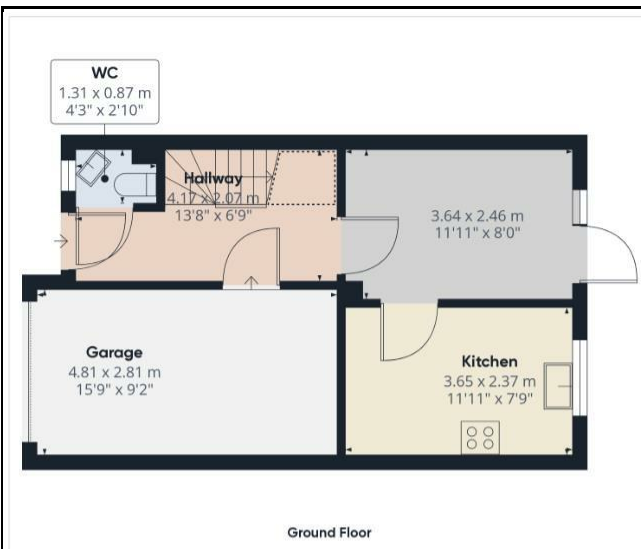 WC
1.31 x 0.87 m
4'3" x 2'10"
Hallway
4.17 x 2.07 m
13'8" x 6'9"
3.64 x 2.46 m
11'11" x 8'0"
Garage
4.81 x 2.81 m
15'9" x 9'2"
Kitchen
3.65 x 2.37 m
11'11" x 7'9"
Ground Floor